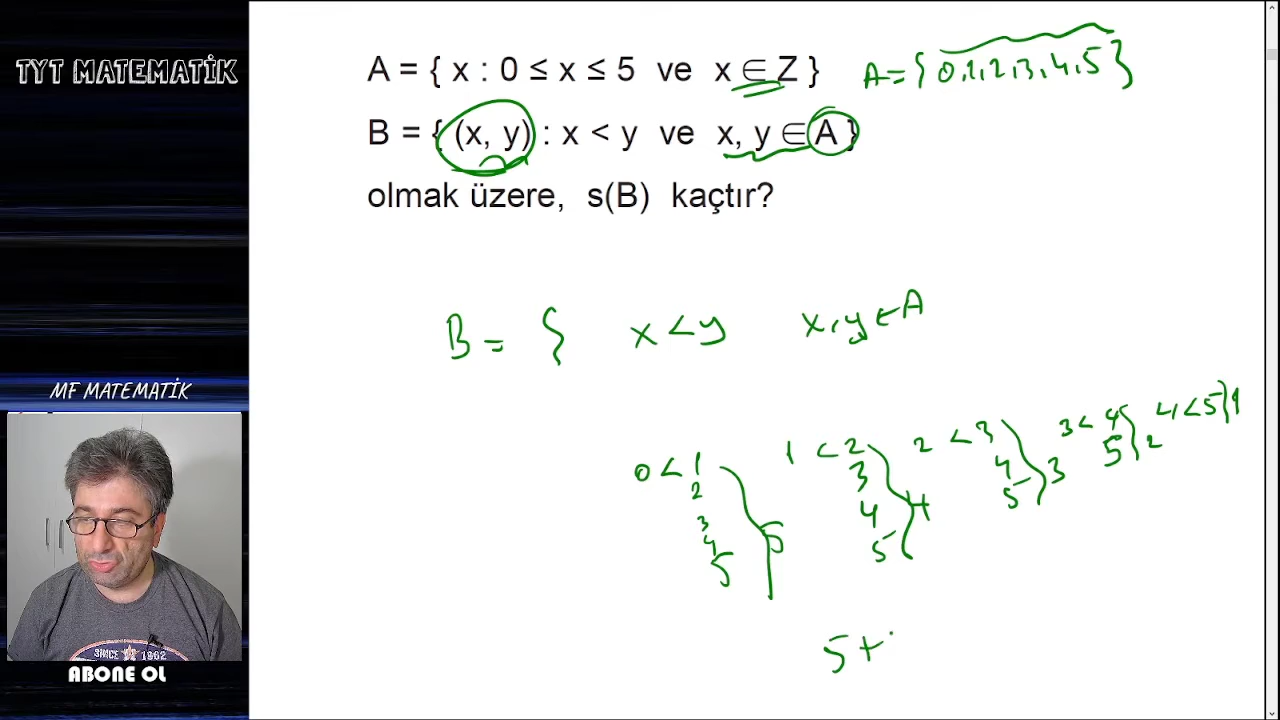 TYT MATEMATİK
A = { x : 0 ≤ x ≤ 5 ve x ∈ Z }
A = { 0,1,2,3,4,5 }
B = { (x, y) : x < y ve x, y ∈ A }
olmak üzere, s(B) kaçtır?
B = { x < y x, y ∈ A
MF MATEMATİK
0 < 1
2
3
4
5
5
1 < 2
3
4
5
4
2 < 3
4
5
3
3 < 4
5
2
4 < 5
1
5 +
SINCE 1962
ABONE OL